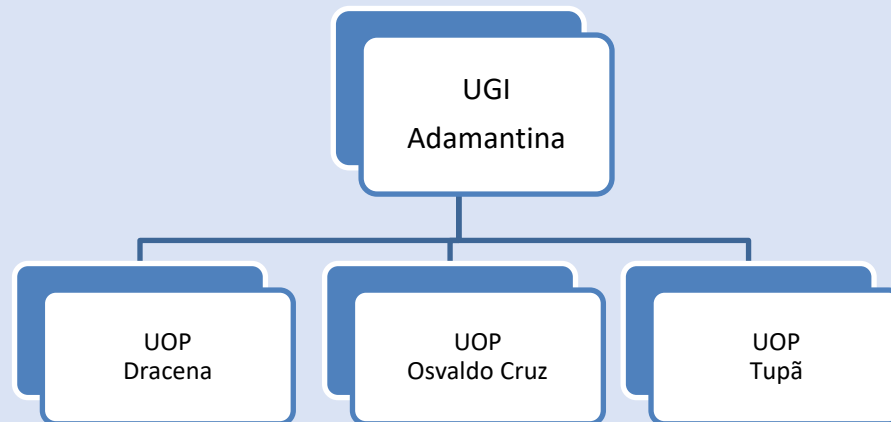 UGI
Adamantina
UOP
Dracena
UOP
Osvaldo Cruz
UOP
Tupã